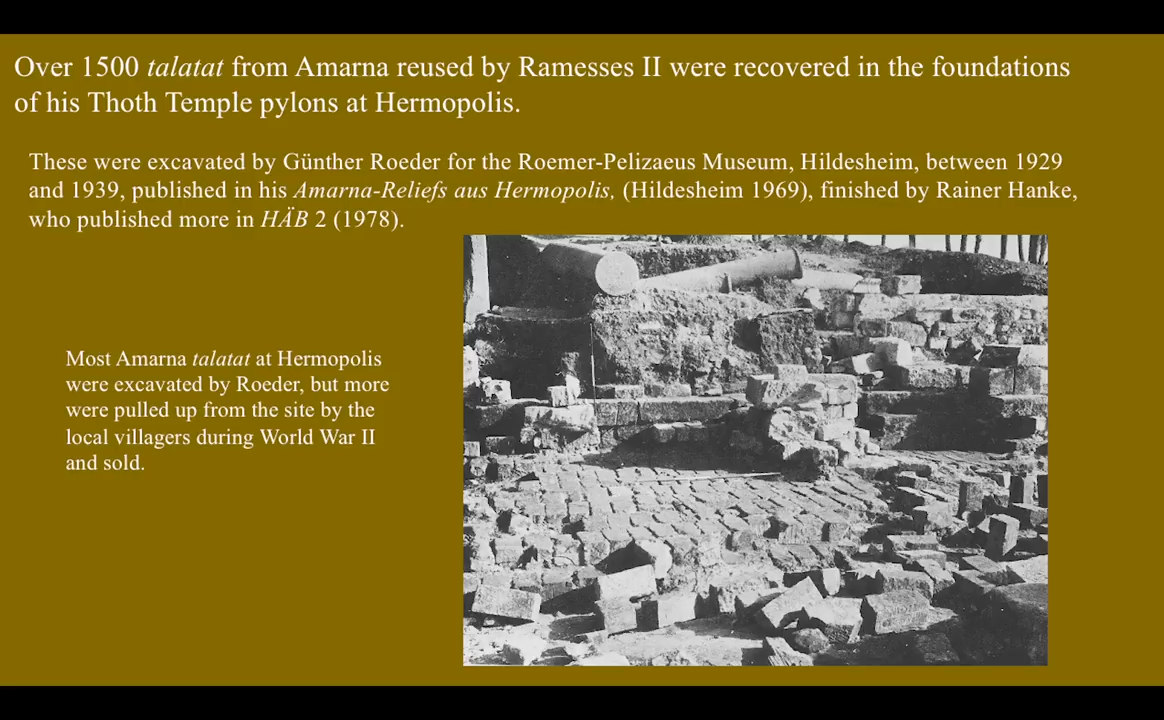 Over 1500 talatat from Amarna reused by Ramesses II were recovered in the foundations
of his Thoth Temple pylons at Hermopolis.
These were excavated by Günther Roeder for the Roemer-Pelizaeus Museum, Hildesheim, between 1929
and 1939, published in his Amarna-Reliefs aus Hermopolis, (Hildesheim 1969), finished by Rainer Hanke,
who published more in HÄB 2 (1978).
Most Amarna talatat at Hermopolis
were excavated by Roeder, but more
were pulled up from the site by the
local villagers during World War II
and sold.